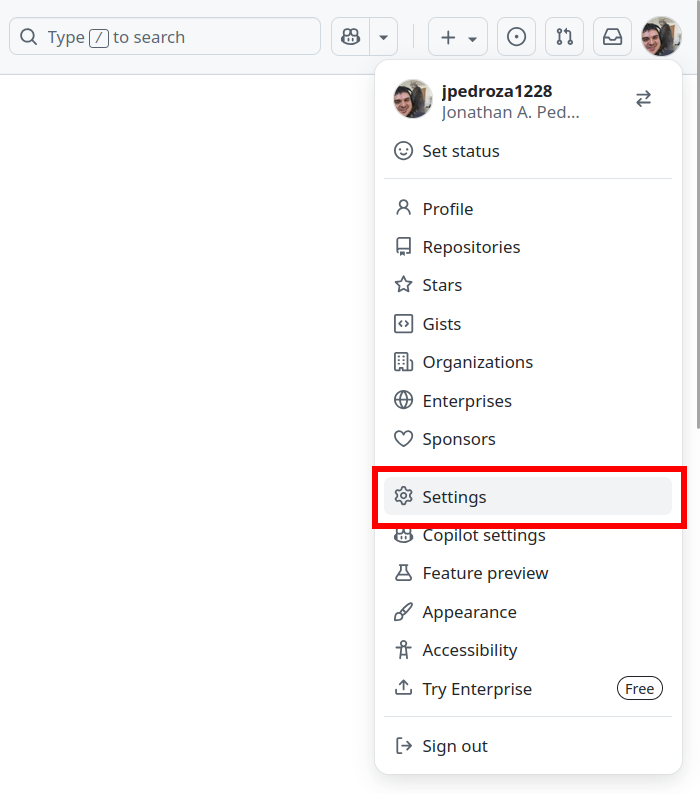 Type / to search
jpedroza1228
Jonathan A. Ped...
Set status
Profile
Repositories
Stars
Gists
Organizations
Enterprises
Sponsors
Settings
Copilot settings
Feature preview
Appearance
Accessibility
Try Enterprise Free
Sign out